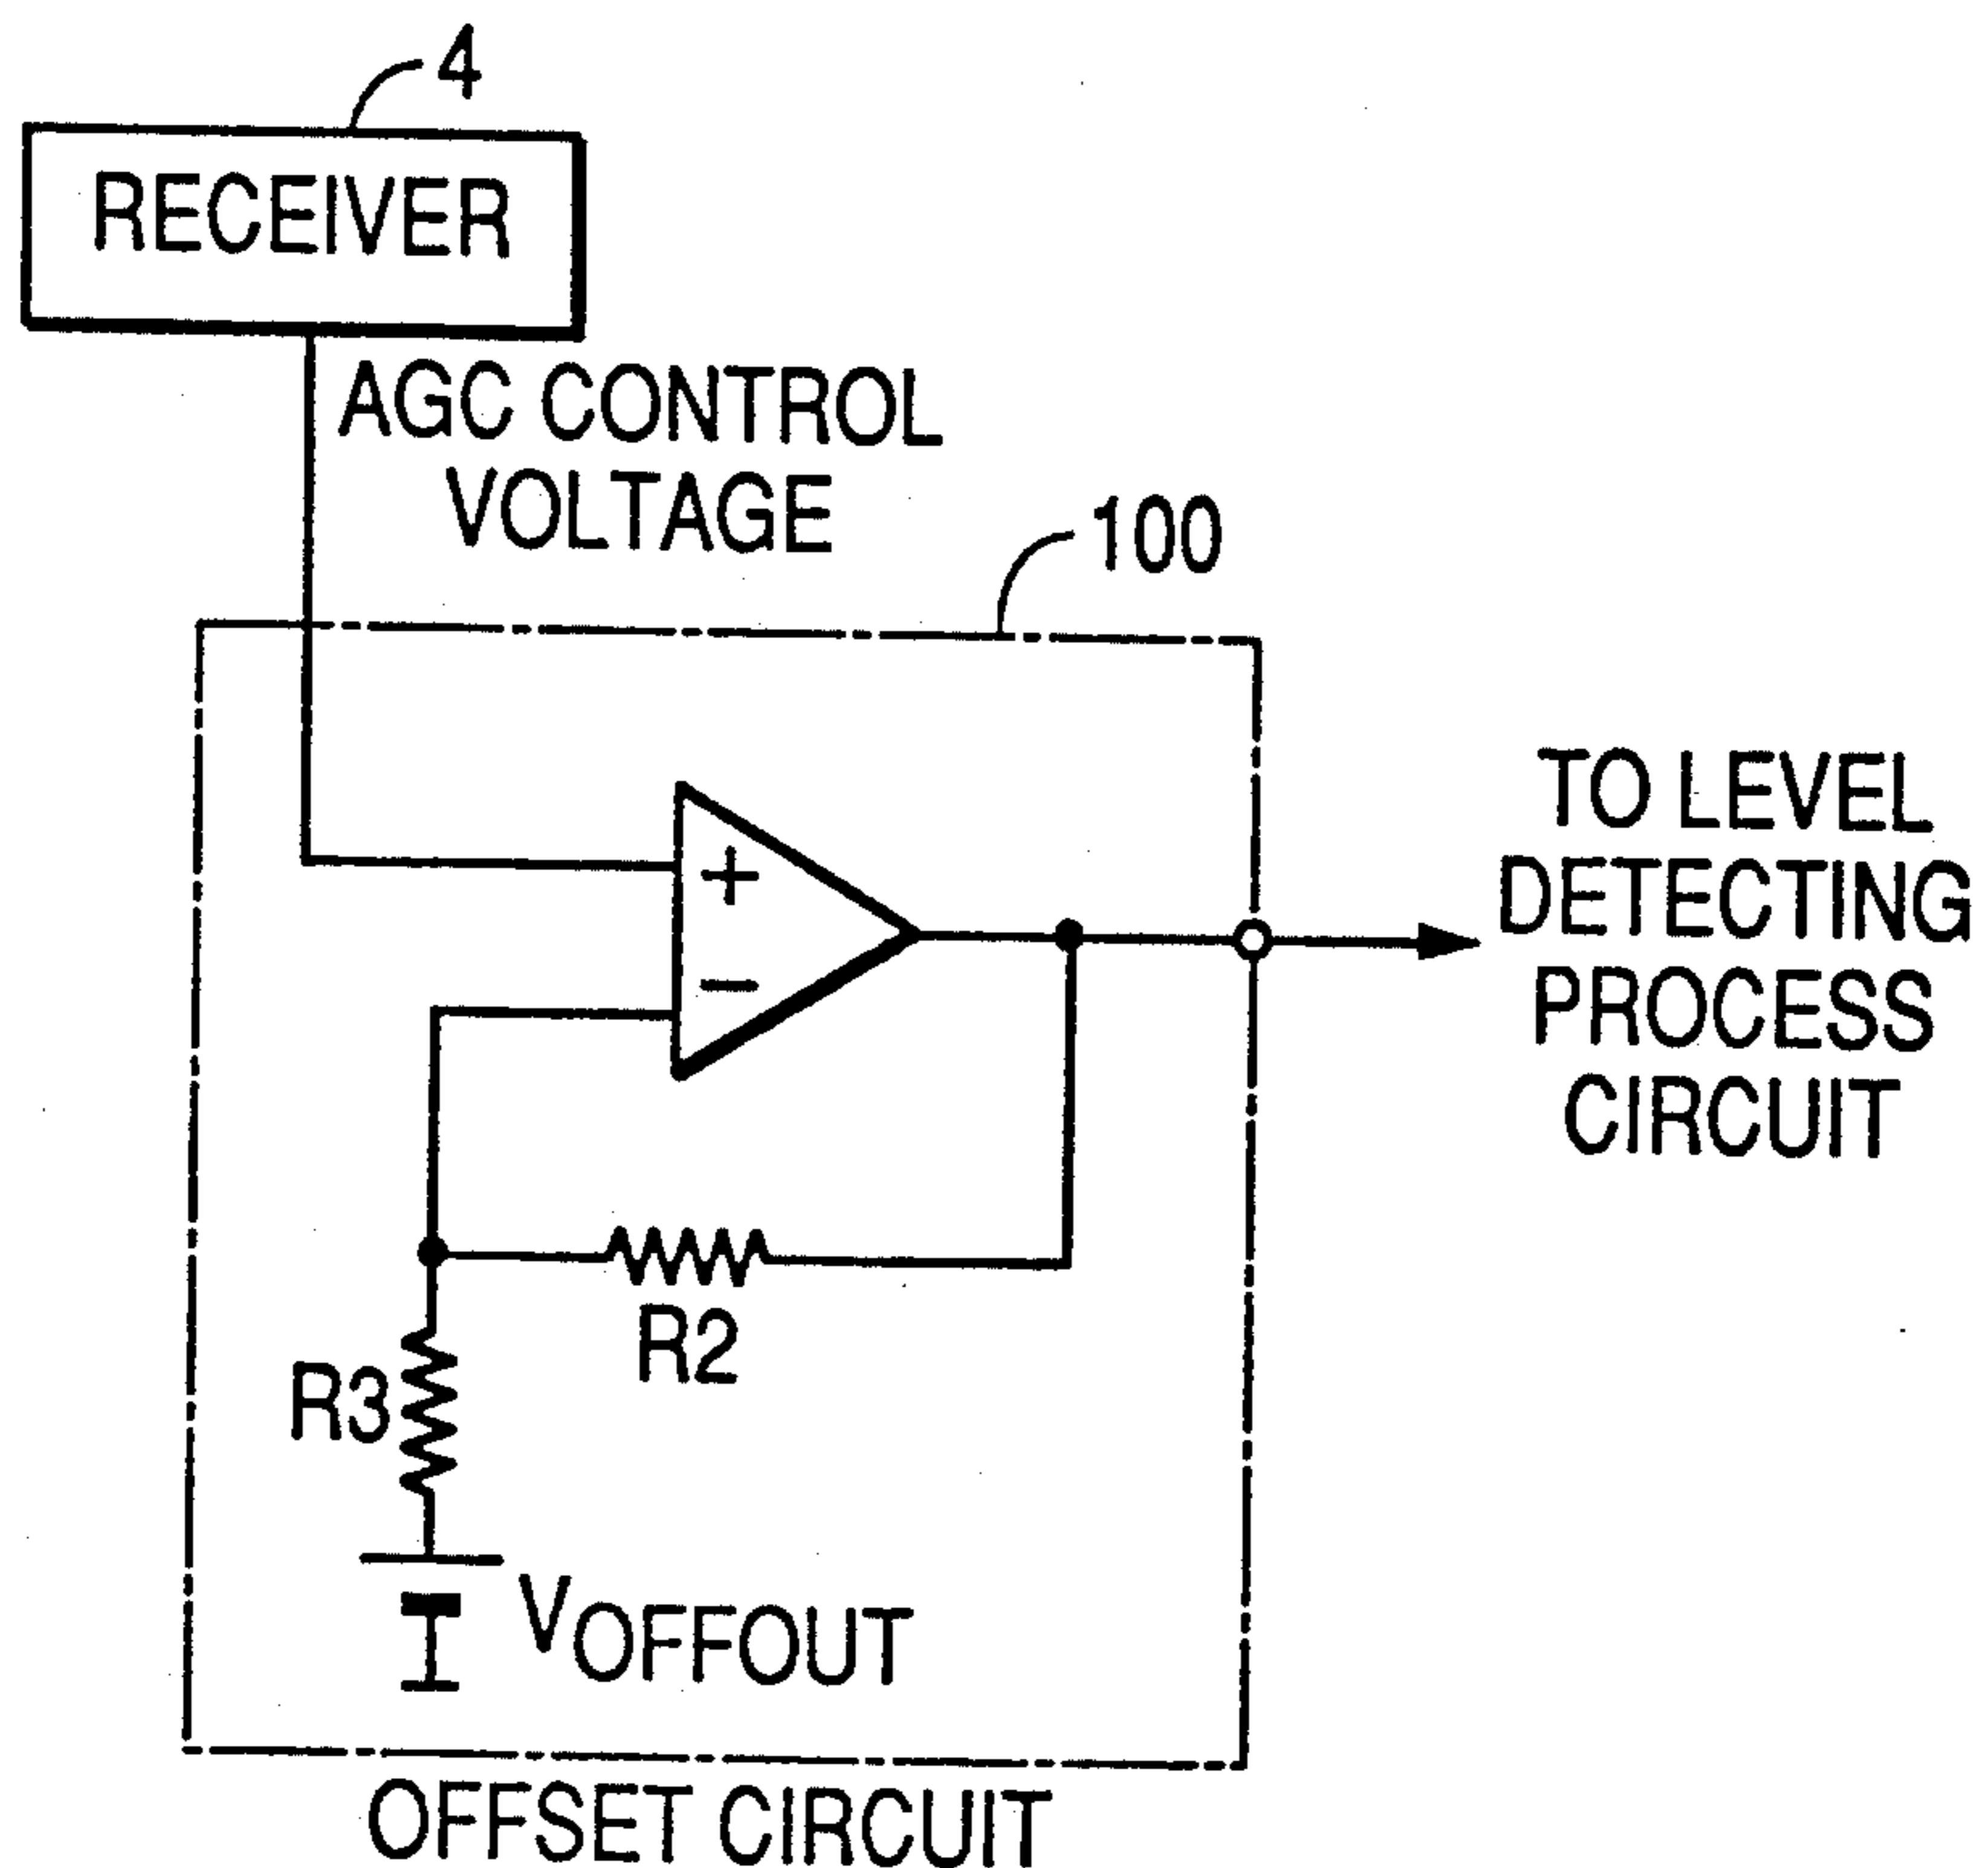 4
RECEIVER
AGC CONTROL
VOLTAGE
100
+
−
TO LEVEL
DETECTING
PROCESS
CIRCUIT
R2
R3
VOFFOUT
OFFSET CIRCUIT